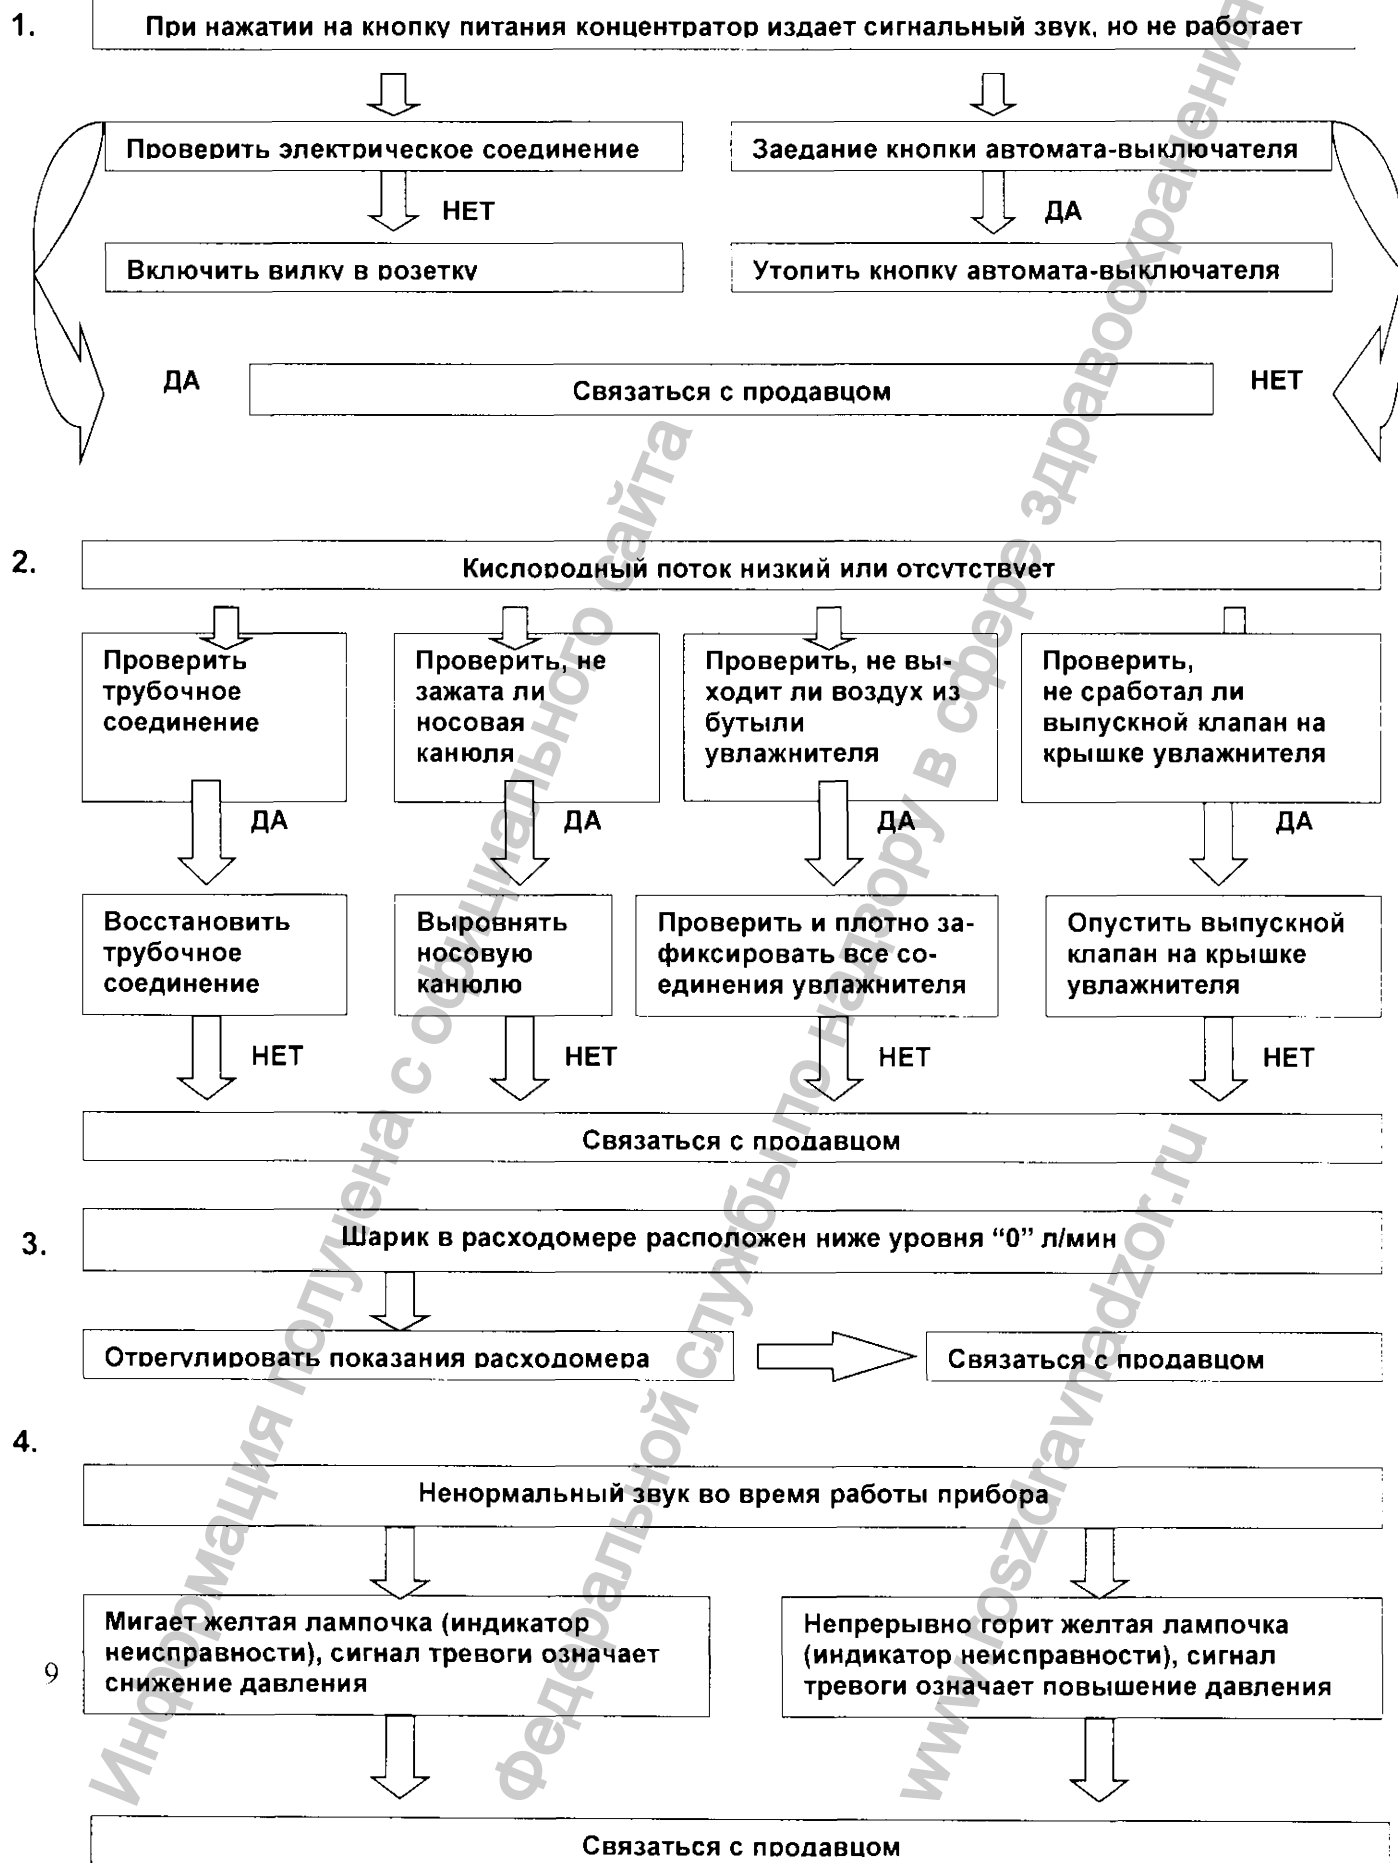 1.
При нажатии на кнопку питания концентратор издает сигнальный звук, но не работает
Проверить электрическое соединение
Заедание кнопки автомата-выключателя
НЕТ
ДА
Включить вилку в розетку
Утопить кнопку автомата-выключателя
ДА
Связаться с продавцом
НЕТ
2.
Кислородный поток низкий или отсутствует
Проверить
трубочное
соединение
Проверить, не
зажата ли
носовая
канюля
Проверить, не вы-
ходит ли воздух из
бутыли
увлажнителя
Проверить,
не сработал ли
выпускной клапан на
крышке увлажнителя
ДА
ДА
ДА
ДА
Восстановить
трубочное
соединение
Выровнять
носовую
канюлю
Проверить и плотно за-
фиксировать все со-
единения увлажнителя
Опустить выпускной
клапан на крышке
увлажнителя
НЕТ
НЕТ
НЕТ
НЕТ
Связаться с продавцом
3.
Шарик в расходомере расположен ниже уровня “0” л/мин
Отрегулировать показания расходомера
Связаться с продавцом
4.
Ненормальный звук во время работы прибора
Мигает желтая лампочка (индикатор
неисправности), сигнал тревоги означает
снижение давления
Непрерывно горит желтая лампочка
(индикатор неисправности), сигнал
тревоги означает повышение давления
9
Связаться с продавцом
Информация получена с официального сайта
Федеральной службы по надзору в сфере здравоохранения
www.roszdravnadzor.ru